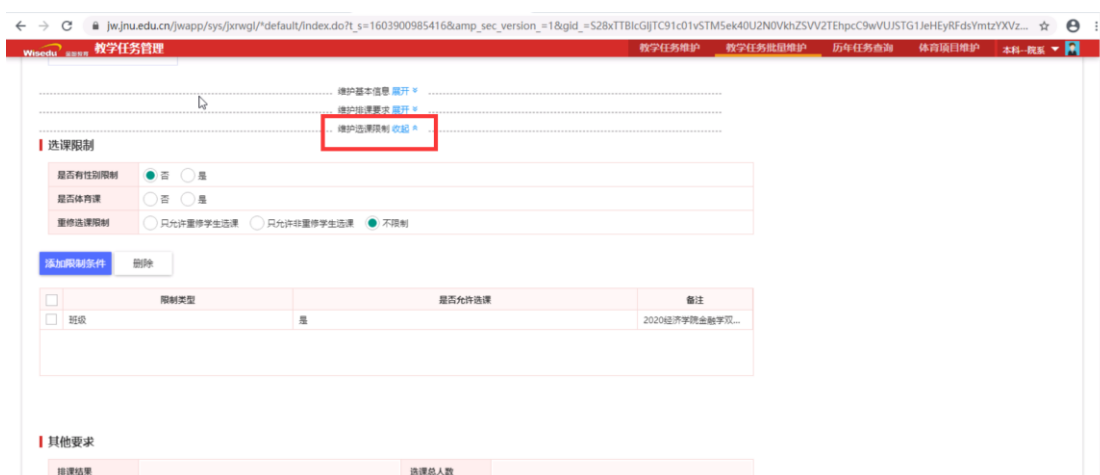 jw.jnu.edu.cn/jwapp/sys/jxrwgl/*default/index.do?t_s=1603900985416&amp_sec_version_=1&gid_=S28xTTBIcGljTC91c01vSTM5ek40U2N0VkhZSVV2TEhpcC9wVUJSTG1JeHEyRFdsYmtzYXVz...
Wisedu 教学任务管理 教学任务维护 教学任务批量维护 历年任务查询 体育项目维护 本科--院系
维护基本信息 展开
维护排课要求 展开
维护选课限制 收起
选课限制
是否有性别限制 否 是
是否体育课 否 是
重修选课限制 只允许重修学生选课 只允许非重修学生选课 不限制
添加限制条件 删除
限制类型 是否允许选课 备注
班级 是 2020经济学院金融学双...
其他要求
排课结果 选课总人数